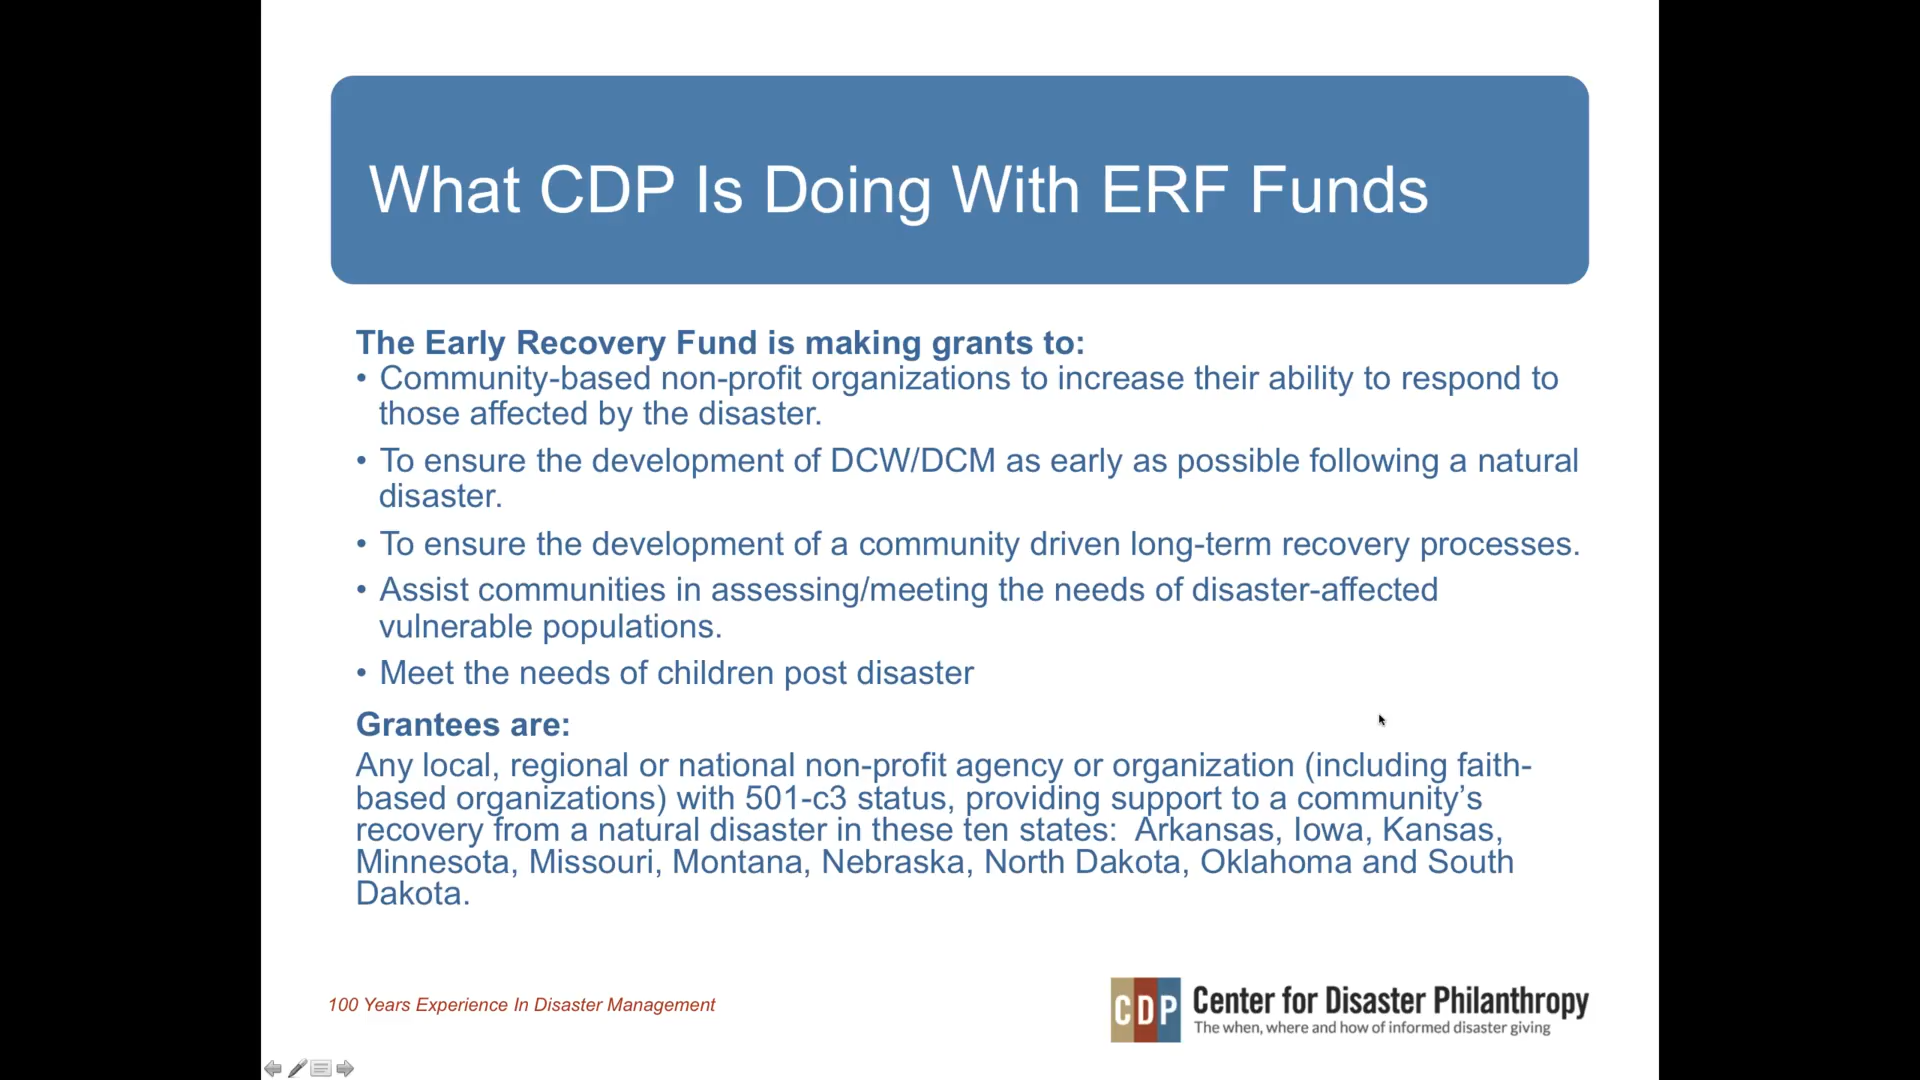 What CDP Is Doing With ERF Funds
The Early Recovery Fund is making grants to:
• Community-based non-profit organizations to increase their ability to respond to
those affected by the disaster.
• To ensure the development of DCW/DCM as early as possible following a natural
disaster.
• To ensure the development of a community driven long-term recovery processes.
• Assist communities in assessing/meeting the needs of disaster-affected
vulnerable populations.
• Meet the needs of children post disaster
Grantees are:
Any local, regional or national non-profit agency or organization (including faith-
based organizations) with 501-c3 status, providing support to a community’s
recovery from a natural disaster in these ten states:  Arkansas, Iowa, Kansas,
Minnesota, Missouri, Montana, Nebraska, North Dakota, Oklahoma and South
Dakota.
100 Years Experience In Disaster Management
CDP Center for Disaster Philanthropy
The when, where and how of informed disaster giving